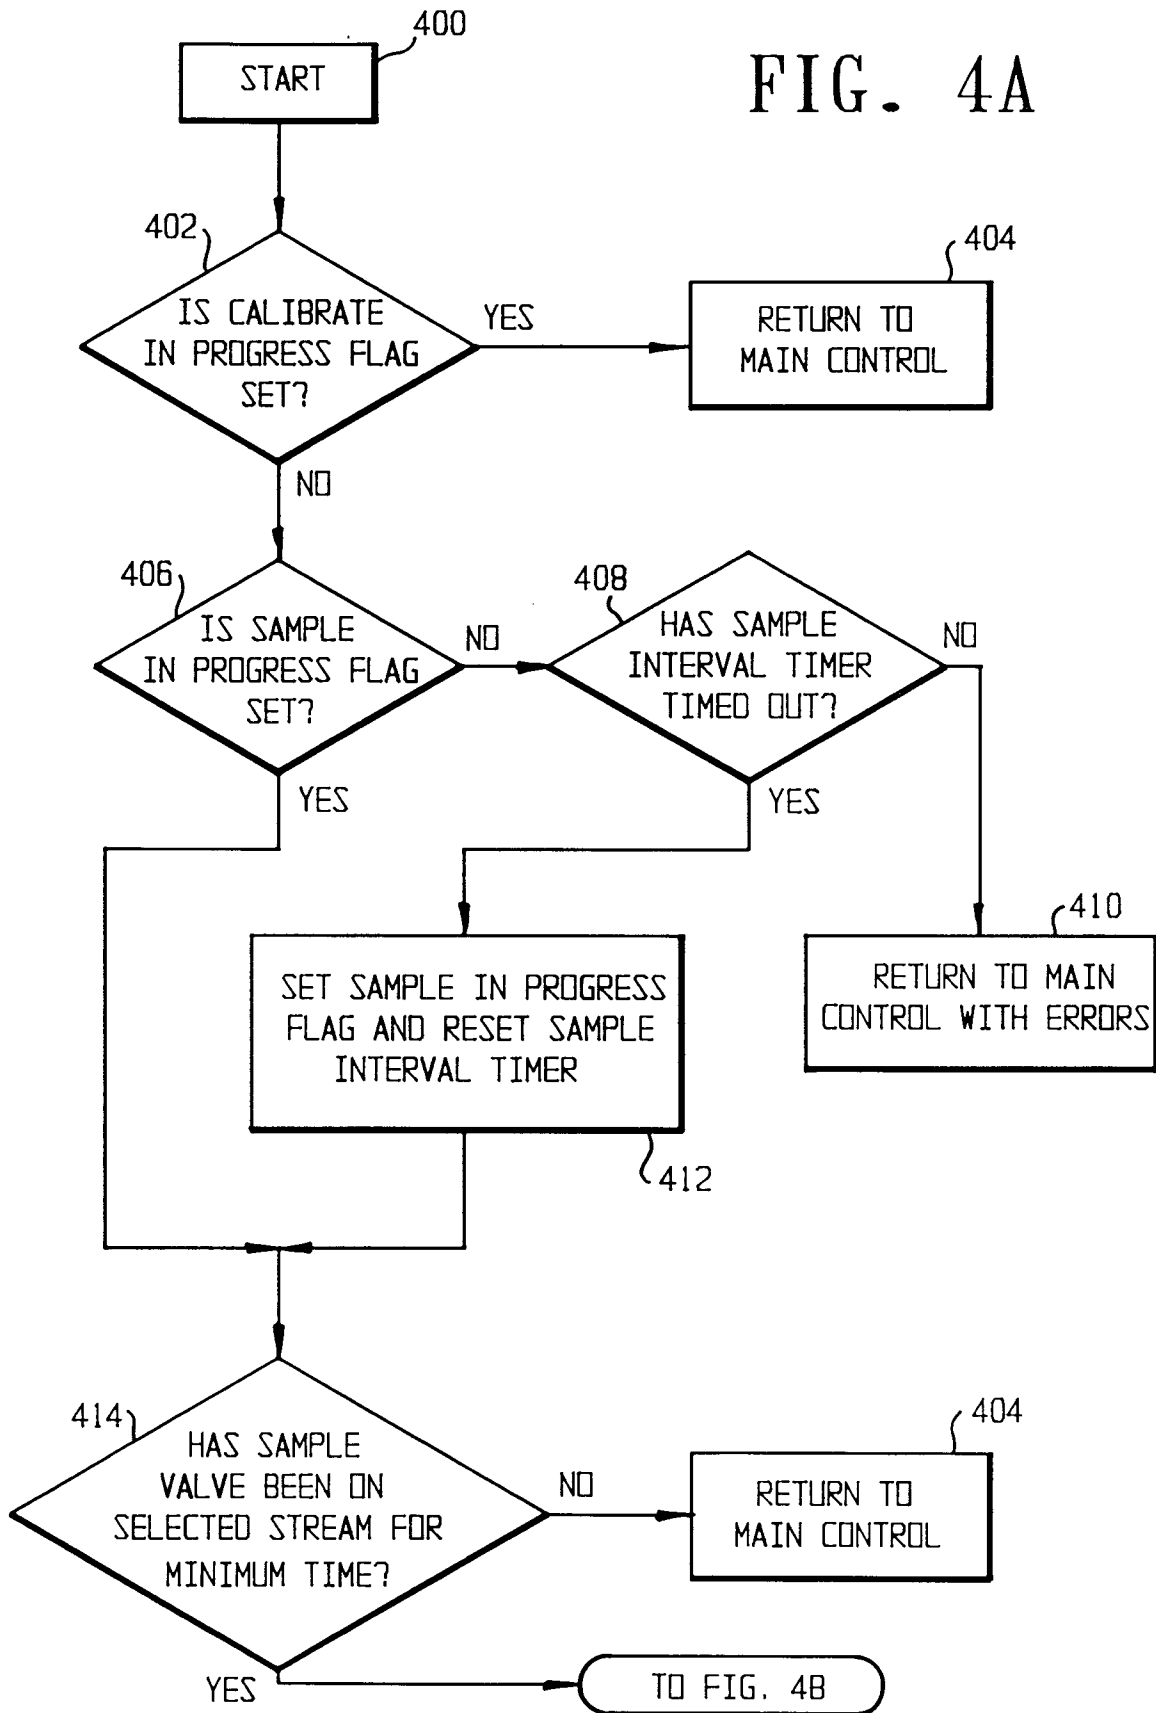 400
START
FIG. 4A
402
IS CALIBRATE
IN PROGRESS FLAG
SET?
YES
404
RETURN TO
MAIN CONTROL
NO
406
IS SAMPLE
IN PROGRESS FLAG
SET?
NO
408
HAS SAMPLE
INTERVAL TIMER
TIMED OUT?
NO
YES
YES
410
RETURN TO MAIN
CONTROL WITH ERRORS
SET SAMPLE IN PROGRESS
FLAG AND RESET SAMPLE
INTERVAL TIMER
412
414
HAS SAMPLE
VALVE BEEN ON
SELECTED STREAM FOR
MINIMUM TIME?
NO
404
RETURN TO
MAIN CONTROL
YES
TO FIG. 4B